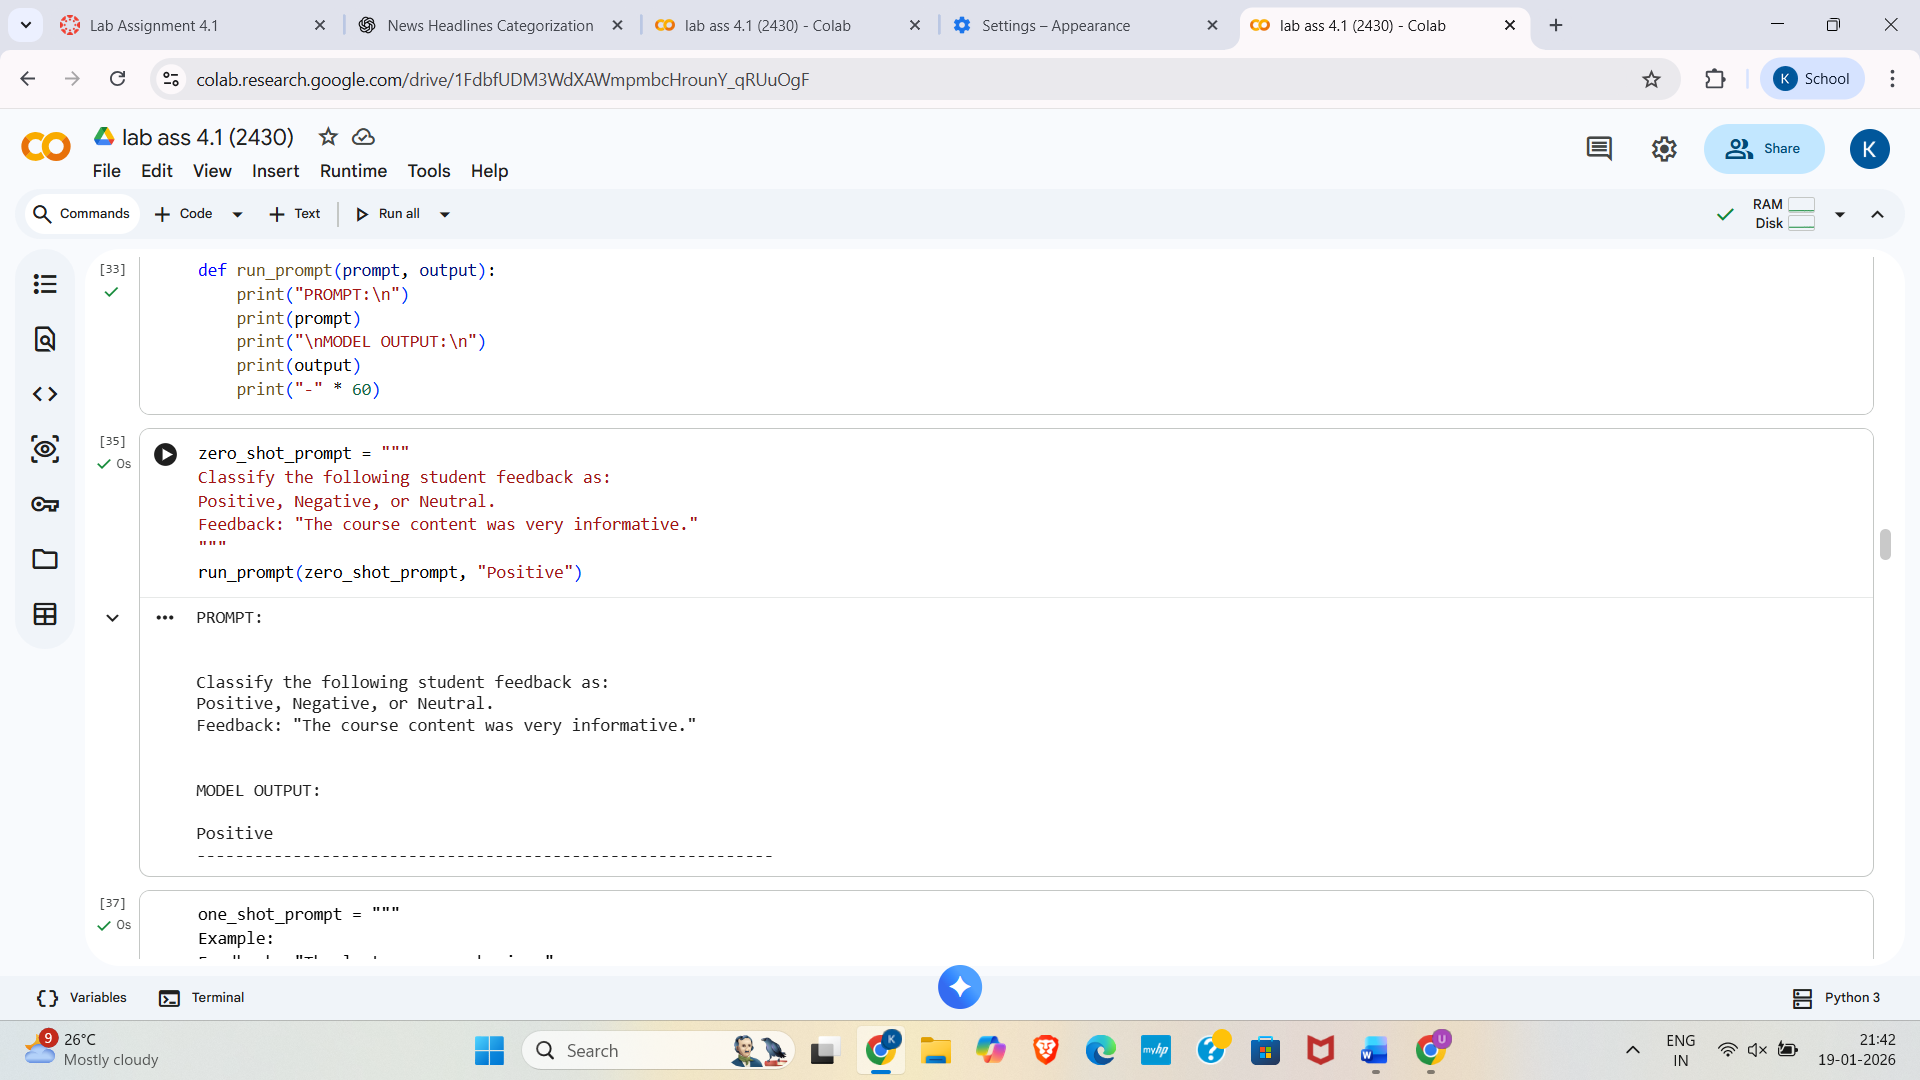 Lab Assignment 4.1
News Headlines Categorization
lab ass 4.1 (2430) - Colab
Settings – Appearance
lab ass 4.1 (2430) - Colab
colab.research.google.com/drive/1FdbfUDM3WdXAWmpmbcHrounY_qRUuOgF
K School
lab ass 4.1 (2430)
File Edit View Insert Runtime Tools Help
Share
K
Commands
+ Code
+ Text
Run all
RAM
Disk
[33]
def run_prompt(prompt, output):
print("PROMPT:\n")
print(prompt)
print("\nMODEL OUTPUT:\n")
print(output)
print("-" * 60)
[35]
0s
zero_shot_prompt = """
Classify the following student feedback as:
Positive, Negative, or Neutral.
Feedback: "The course content was very informative."
"""
run_prompt(zero_shot_prompt, "Positive")
PROMPT:
Classify the following student feedback as:
Positive, Negative, or Neutral.
Feedback: "The course content was very informative."
MODEL OUTPUT:
Positive
------------------------------------------------------------
[37]
0s
one_shot_prompt = """
Example:
Variables
Terminal
Python 3
9
26°C
Mostly cloudy
Search
K
myhp
W
U
ENG
IN
21:42
19-01-2026